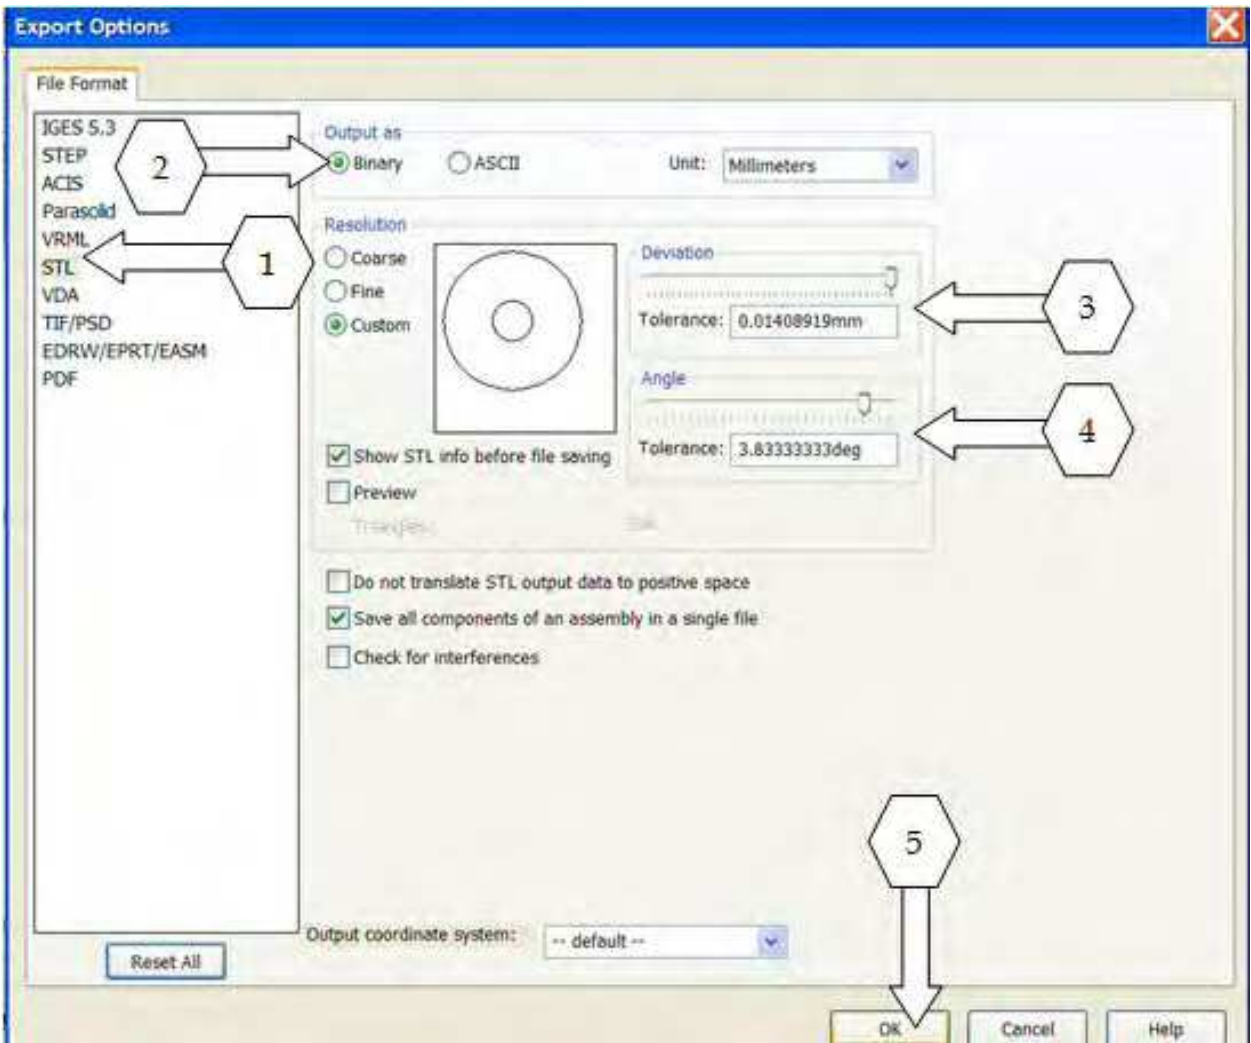 Export Options
File Format
IGES 5.3
STEP
ACIS
Parasolid
VRML
STL
VDA
TIF/PSD
EDRW/EPRT/EASM
PDF
2
1
Output as
Binary
ASCII
Unit:
Millimeters
Resolution
Coarse
Fine
Custom
Deviation
Tolerance: 0.01408919mm
3
Angle
Tolerance: 3.83333333deg
4
Show STL info before file saving
Preview
Triangles:
Do not translate STL output data to positive space
Save all components of an assembly in a single file
Check for interferences
5
Output coordinate system: -- default --
Reset All
OK
Cancel
Help